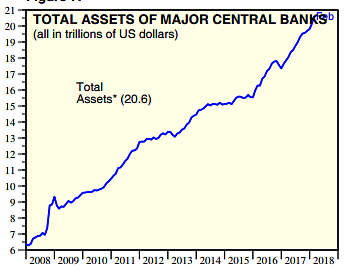 TOTAL ASSETS OF MAJOR CENTRAL BANKS
(all in trillions of US dollars)
Feb
Total
Assets* (20.6)
21
20
19
18
17
16
15
14
13
12
11
10
9
8
7
6
2008 2009 2010 2011 2012 2013 2014 2015 2016 2017 2018